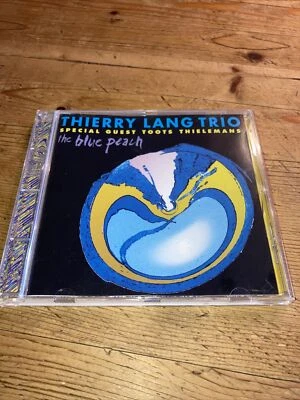 THIERRY LANG TRIO
SPECIAL GUEST TOOTS THIELEMANS
the blue peach